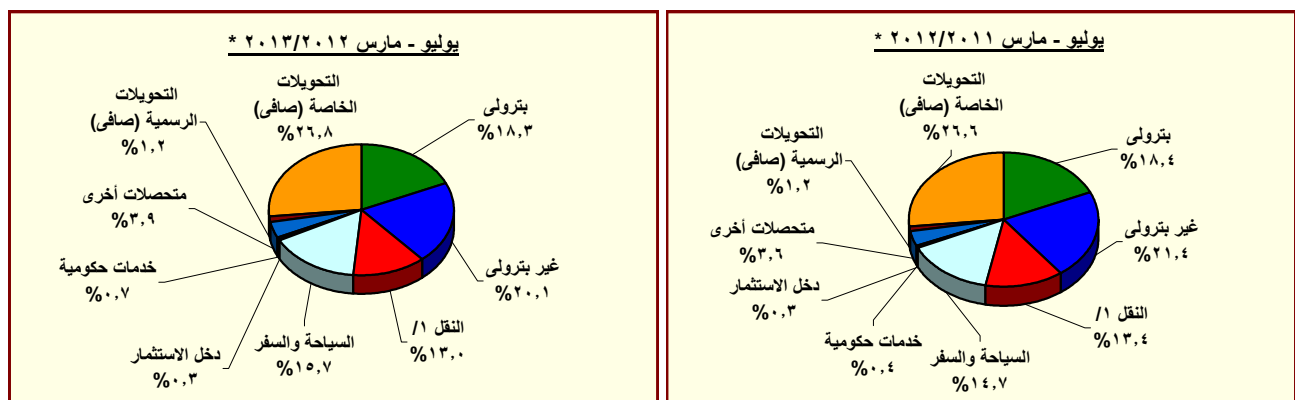 يوليو - مارس ٢٠١٢/٢٠١١ *
التحويلات
الخاصة (صافى)
%٢٦,٦
بترولى
%١٨,٤
التحويلات
الرسمية (صافى)
%١,٢
غير بترولى
%٢١,٤
متحصلات أخرى
%٣,٦
دخل الاستثمار
%٠,٣
النقل ١/
%١٣,٤
خدمات حكومية
%٠,٤
السياحة والسفر
%١٤,٧
يوليو - مارس ٢٠١٣/٢٠١٢ *
التحويلات
الخاصة (صافى)
%٢٦,٨
بترولى
%١٨,٣
التحويلات
الرسمية (صافى)
%١,٢
متحصلات أخرى
%٣,٩
غير بترولى
%٢٠,١
خدمات حكومية
%٠,٧
النقل ١/
%١٣,٠
السياحة والسفر
%١٥,٧
دخل الاستثمار
%٠,٣